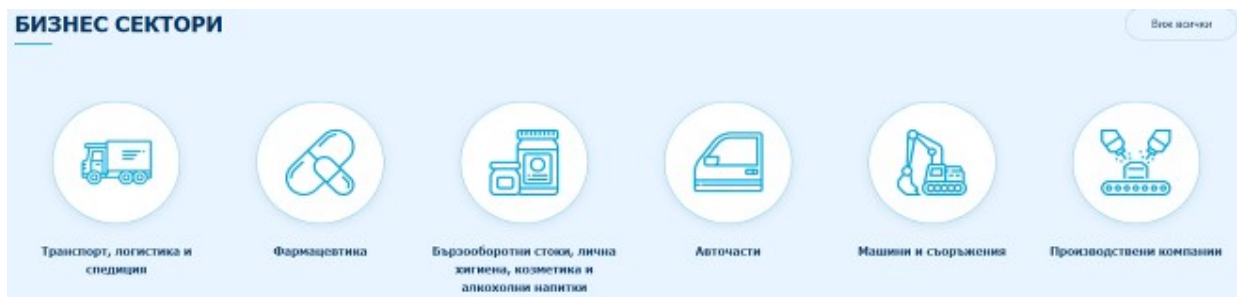 БИЗНЕС СЕКТОРИ
Виж всички
Транспорт, логистика и
спедиция
Фармацевтика
Бързооборотни стоки, лична
хигиена, козметика и
алкохолни напитки
Авточасти
Машини и съоръжения
Производствени компании